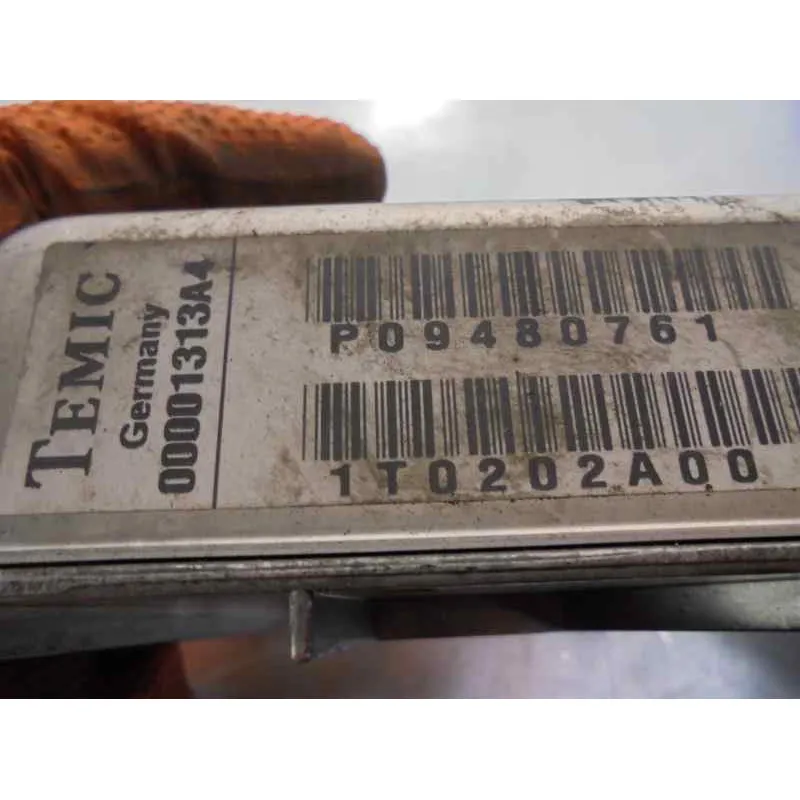 TEMIC
Germany
00001313A4
P09480761
1T0202A00